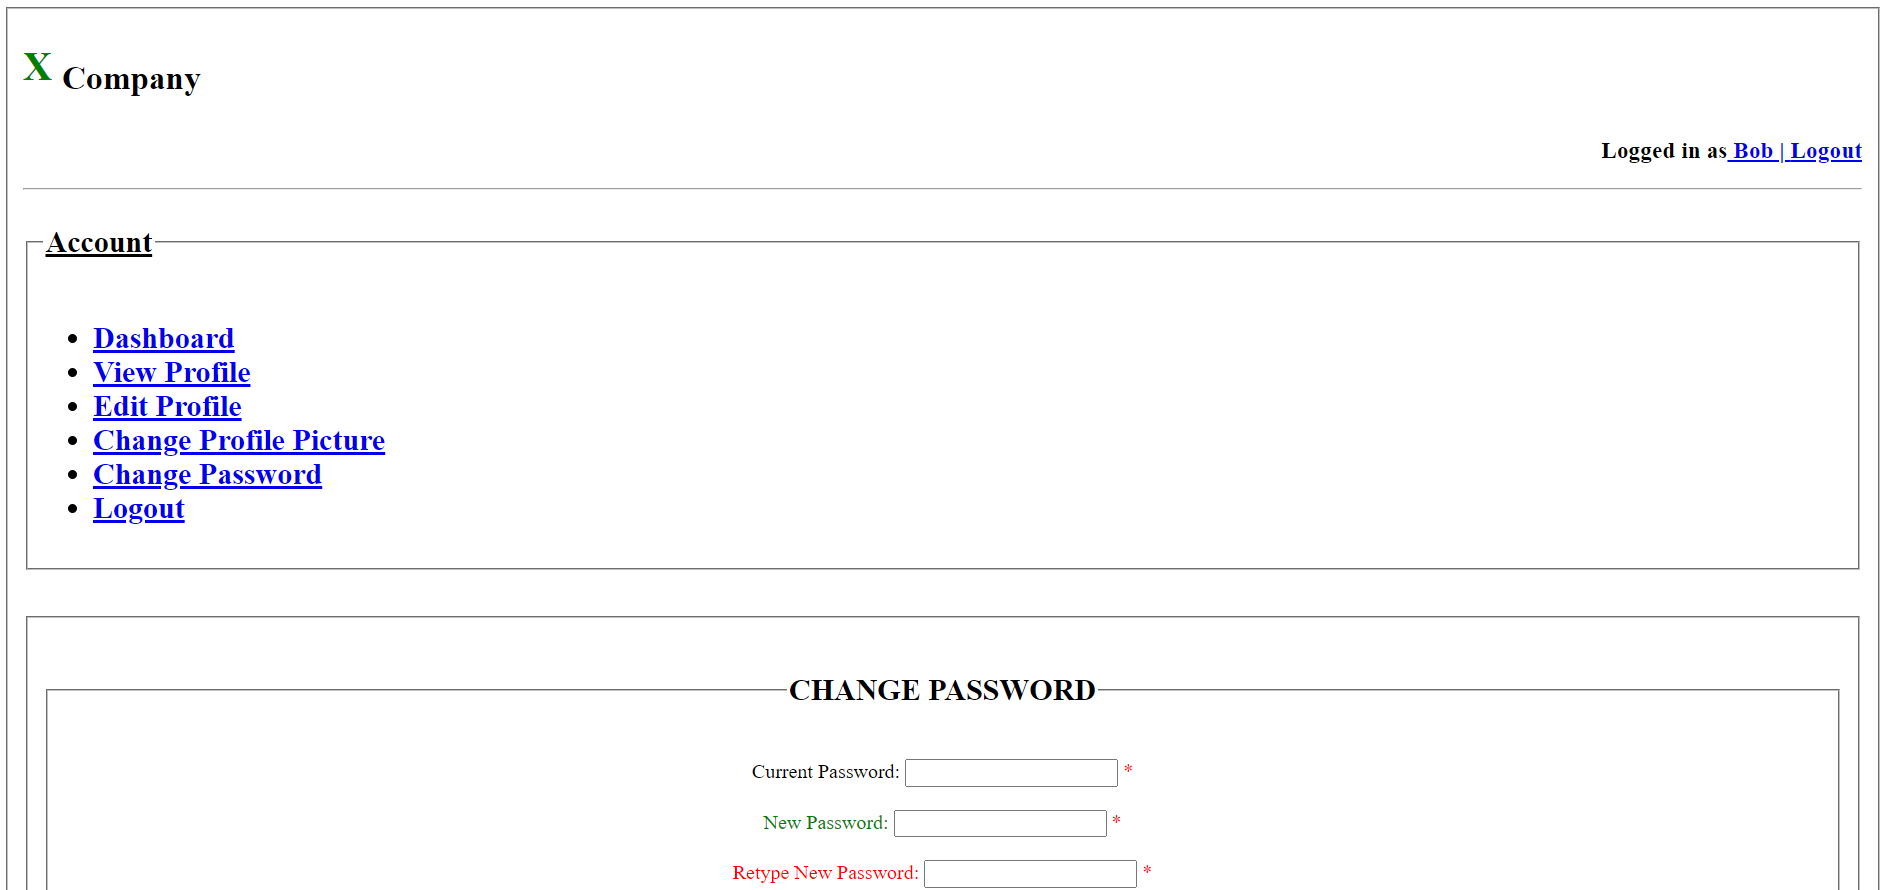 X Company
Logged in as Bob | Logout
Account
Dashboard
View Profile
Edit Profile
Change Profile Picture
Change Password
Logout
CHANGE PASSWORD
Current Password: *
New Password: *
Retype New Password: *